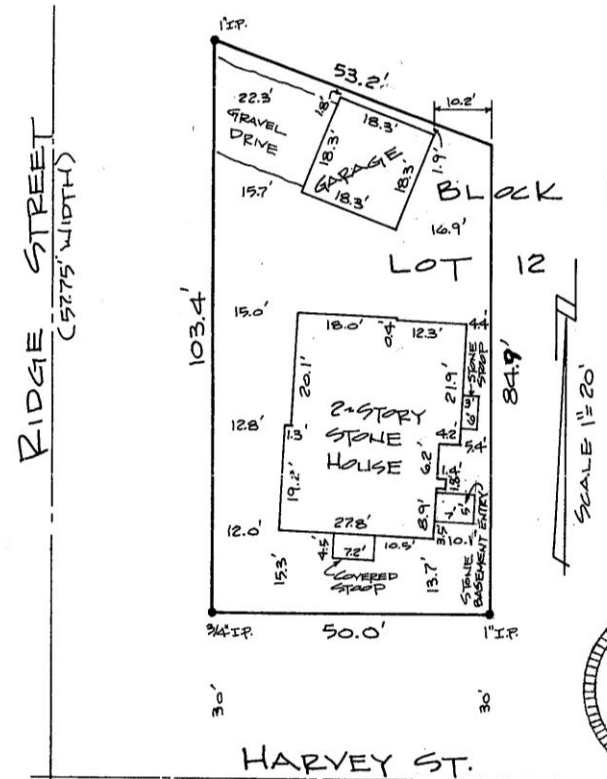 1" I.P.
53.2'
10.2'
22.3'
GRAVEL
DRIVE
1.8'
18.3'
18.3'
GARAGE
18.3'
18.3'
1.9'
15.7'
16.9'
BLOCK
LOT 12
RIDGE STREET
(57.75' WIDTH)
103.4'
84.9'
15.0'
18.0'
0.4'
12.3'
4.4'
20.1'
21.9'
STONE
STOOP
3'
6'
12.8'
1.3'
2-STORY
STONE
HOUSE
4.2'
5.4'
6.2'
1.8'
19.2'
8.9'
5'
3.5'
10.1'
STONE
BASEMENT ENTRY
12.0'
27.8'
4.5'
7.2'
10.5'
15.3'
COVERED
STOOP
13.7'
SCALE 1"=20'
3/4" I.P.
50.0'
1" I.P.
30'
30'
HARVEY ST.